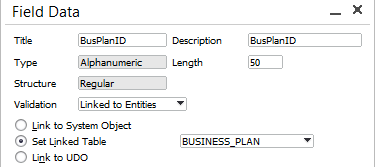 Field Data
Title BusPlanID Description BusPlanID
Type Alphanumeric Length 50
Structure Regular
Validation Linked to Entities
Link to System Object
Set Linked Table BUSINESS_PLAN
Link to UDO